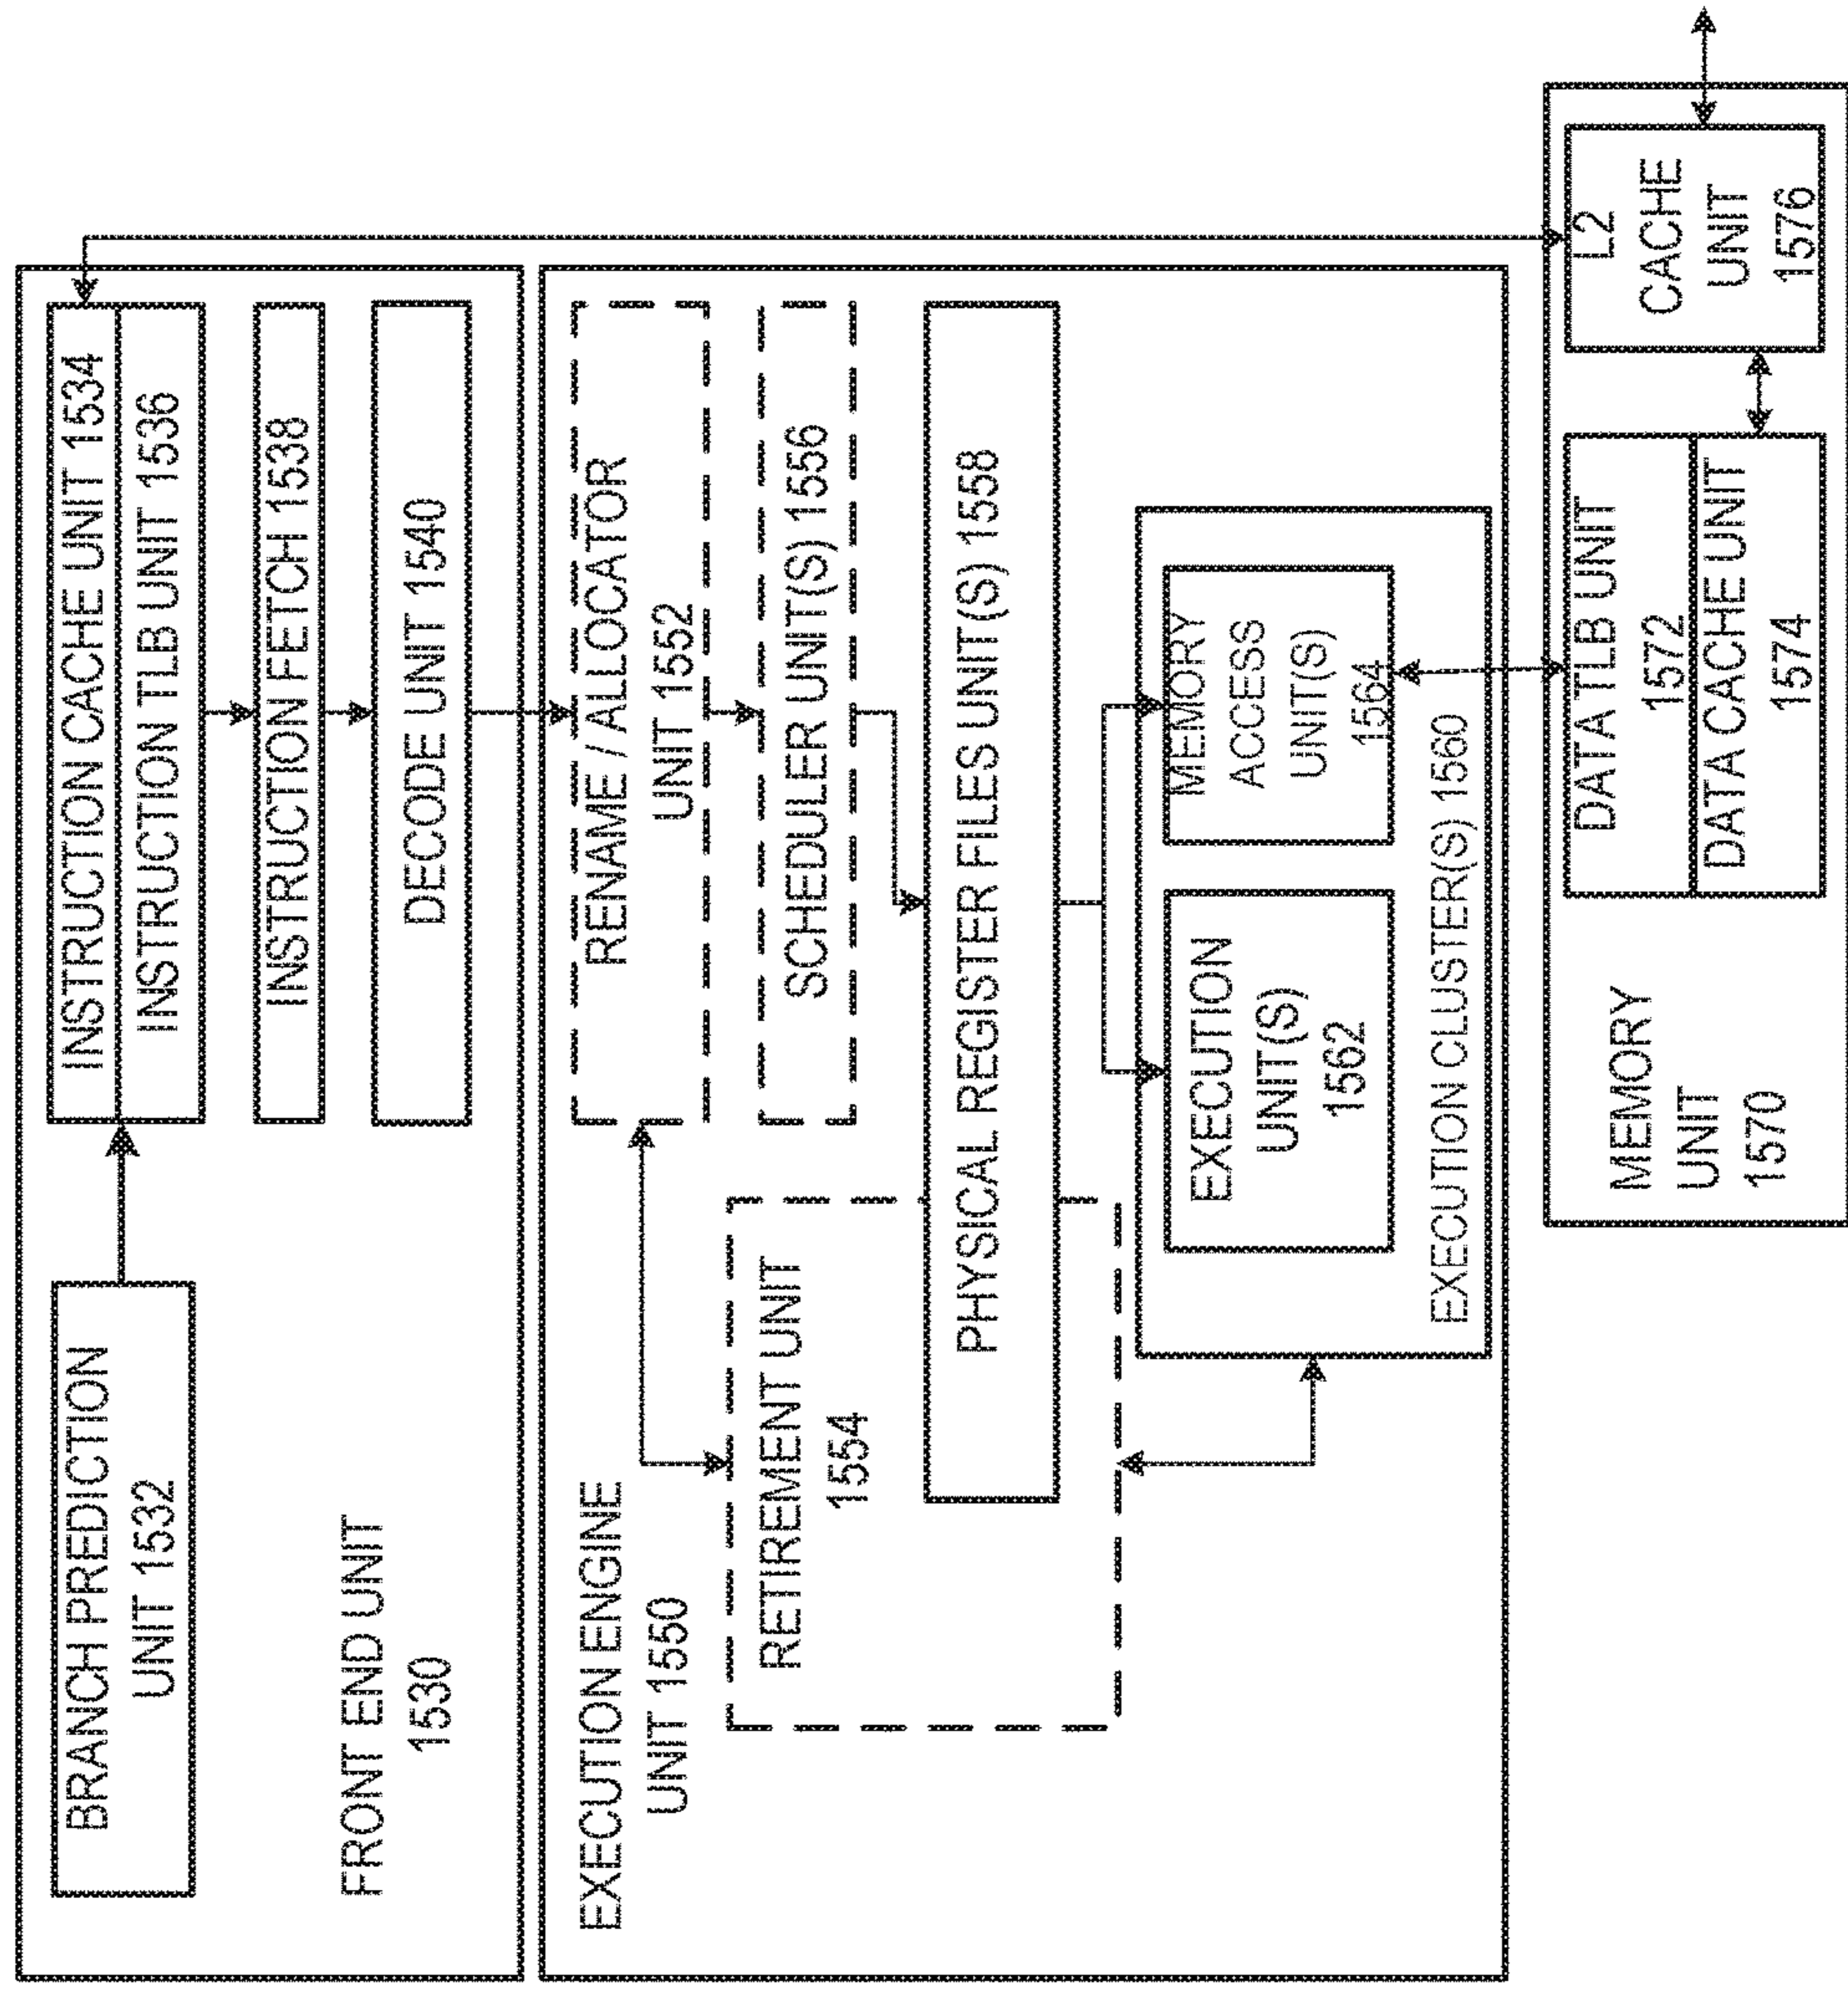 BRANCH PREDICTION
UNIT 1532
INSTRUCTION CACHE UNIT 1534
INSTRUCTION TLB UNIT 1536
INSTRUCTION FETCH 1538
FRONT END UNIT
1530
DECODE UNIT 1540
EXECUTION ENGINE
UNIT 1550
RENAME / ALLOCATOR
UNIT 1552
RETIREMENT UNIT
1554
SCHEDULER UNIT(S) 1556
PHYSICAL REGISTER FILES UNIT(S) 1558
EXECUTION
UNIT(S)
1562
MEMORY
ACCESS
UNIT(S)
1564
EXECUTION CLUSTER(S) 1560
MEMORY
UNIT
1570
DATA TLB UNIT
1572
DATA CACHE UNIT
1574
L2
CACHE
UNIT
1576